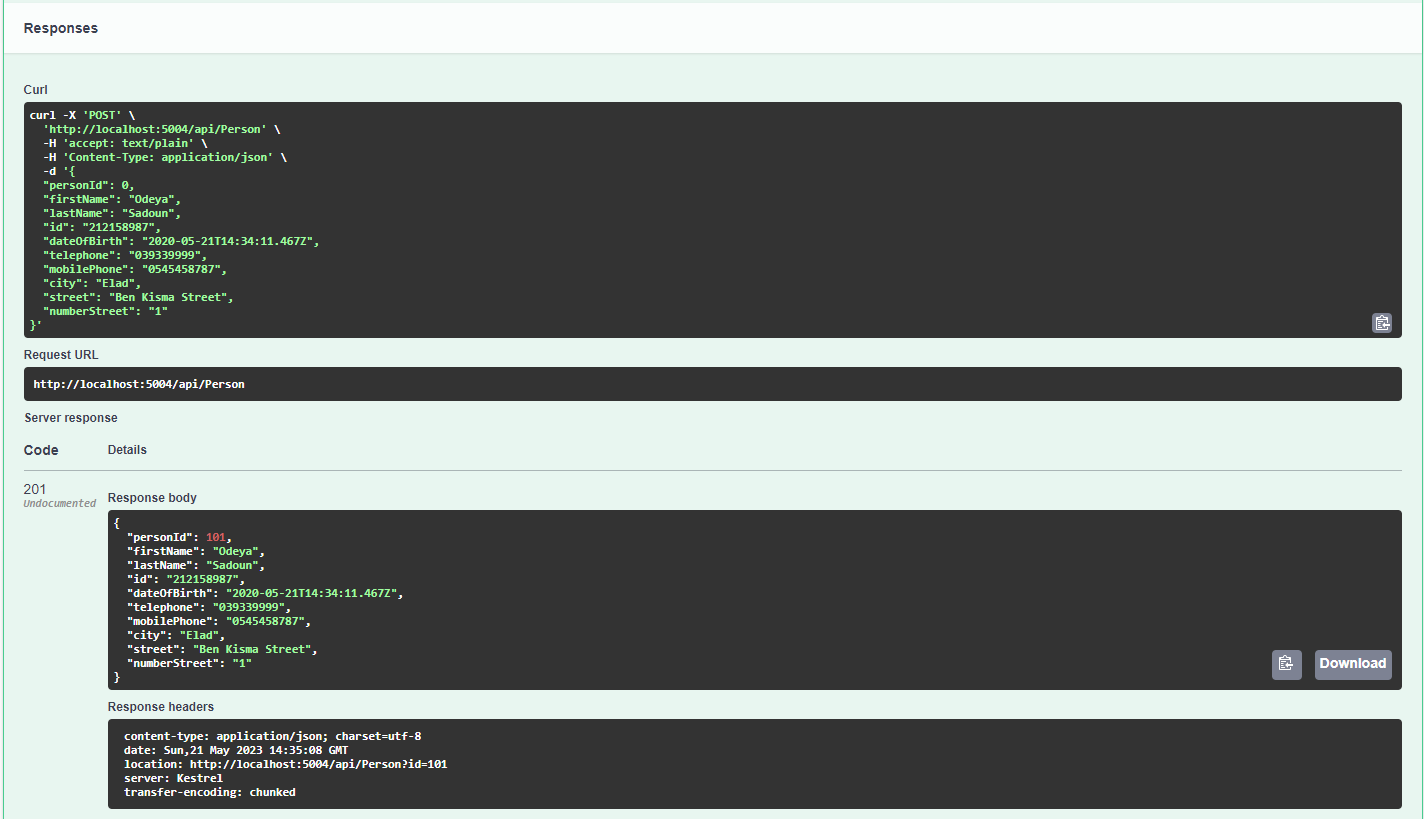 Responses
Curl
curl -X 'POST' \
  'http://localhost:5004/api/Person' \
  -H 'accept: text/plain' \
  -H 'Content-Type: application/json' \
  -d '{
  "personId": 0,
  "firstName": "Odeya",
  "lastName": "Sadoun",
  "id": "212158987",
  "dateOfBirth": "2020-05-21T14:34:11.467Z",
  "telephone": "039339999",
  "mobilePhone": "0545458787",
  "city": "Elad",
  "street": "Ben Kisma Street",
  "numberStreet": "1"
}'
Request URL
http://localhost:5004/api/Person
Server response
Code Details
201
Undocumented
Response body
{
  "personId": 101,
  "firstName": "Odeya",
  "lastName": "Sadoun",
  "id": "212158987",
  "dateOfBirth": "2020-05-21T14:34:11.467Z",
  "telephone": "039339999",
  "mobilePhone": "0545458787",
  "city": "Elad",
  "street": "Ben Kisma Street",
  "numberStreet": "1"
}
Download
Response headers
content-type: application/json; charset=utf-8
date: Sun,21 May 2023 14:35:08 GMT
location: http://localhost:5004/api/Person?id=101
server: Kestrel
transfer-encoding: chunked